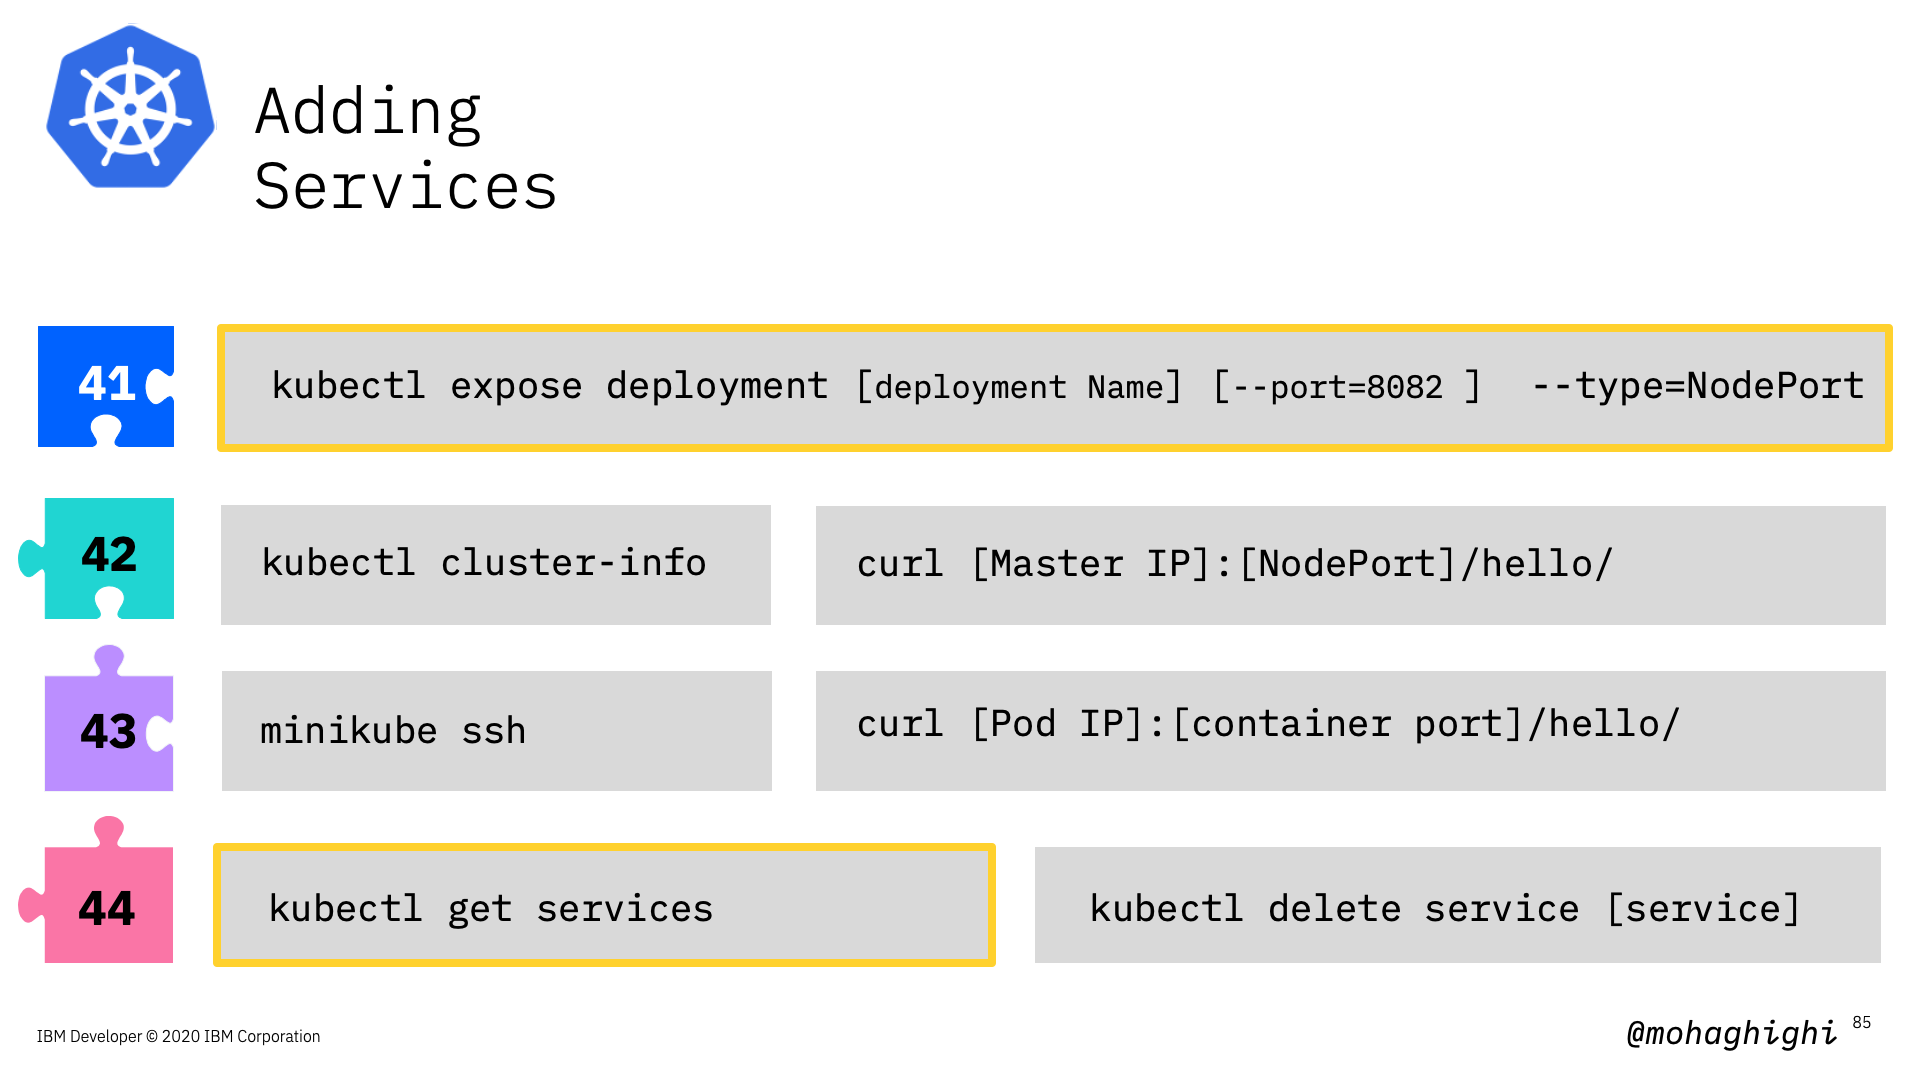 Adding
Services
41
kubectl expose deployment [deployment Name] [--port=8082 ] --type=NodePort
42
kubectl cluster-info
curl [Master IP]:[NodePort]/hello/
43
minikube ssh
curl [Pod IP]:[container port]/hello/
44
kubectl get services
kubectl delete service [service]
IBM Developer © 2020 IBM Corporation
@mohaghighi
85